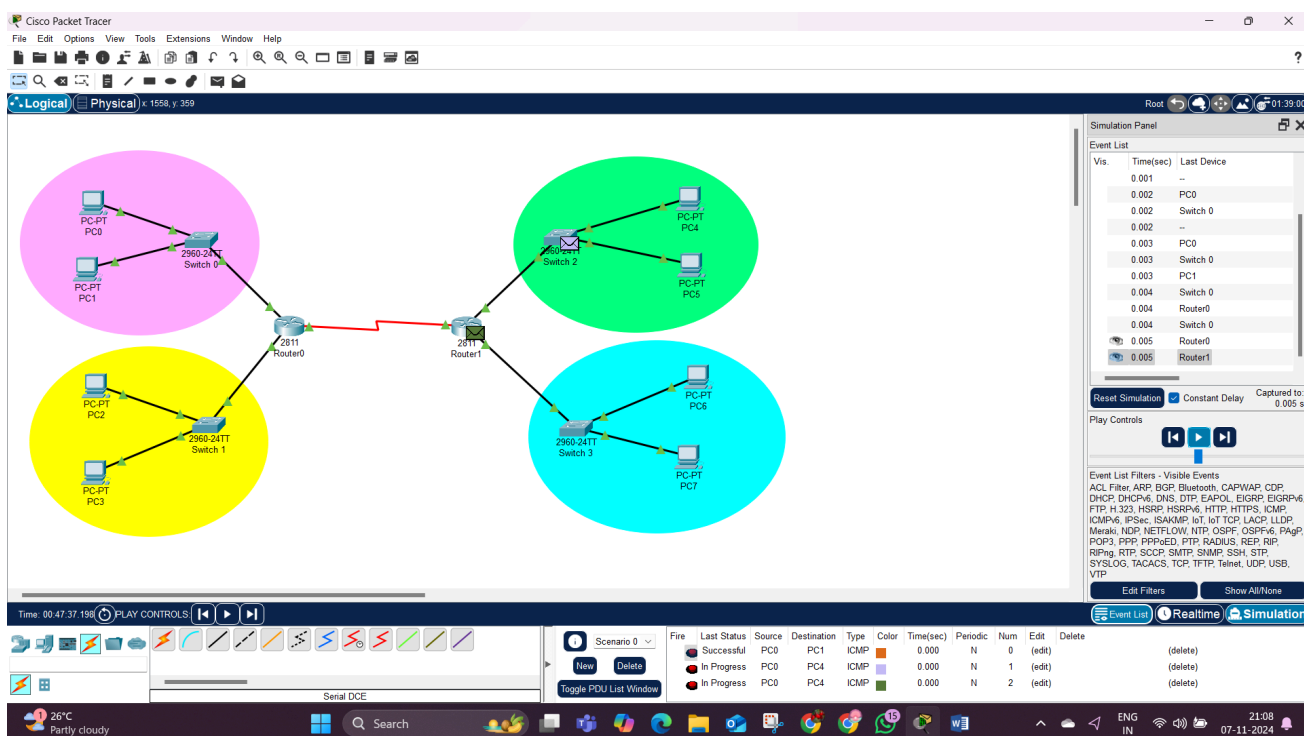 Cisco Packet Tracer
File Edit Options View Tools Extensions Window Help
?
Logical Physical x: 1558, y: 359
Root 01:39:00
PC-PT
PC0
PC-PT
PC1
2960-24TT
Switch 0
PC-PT
PC2
PC-PT
PC3
2960-24TT
Switch 1
2811
Router0
2811
Router1
2960-24TT
Switch 2
PC-PT
PC4
PC-PT
PC5
2960-24TT
Switch 3
PC-PT
PC6
PC-PT
PC7
Simulation Panel
Event List
Vis. Time(sec) Last Device
0.001 --
0.002 PC0
0.002 Switch 0
0.002 --
0.003 PC0
0.003 Switch 0
0.003 PC1
0.004 Switch 0
0.004 Router0
0.004 Switch 0
0.005 Router0
0.005 Router1
Reset Simulation Constant Delay Captured to:
0.005 s
Play Controls
Event List Filters - Visible Events
ACL Filter, ARP, BGP, Bluetooth, CAPWAP, CDP,
DHCP, DHCPv6, DNS, DTP, EAPOL, EIGRP, EIGRPv6,
FTP, H.323, HSRP, HSRPv6, HTTP, HTTPS, ICMP,
ICMPv6, IPSec, ISAKMP, IoT, IoT TCP, LACP, LLDP,
Meraki, NDP, NETFLOW, NTP, OSPF, OSPFv6, PAgP,
POP3, PPP, PPPoED, PTP, RADIUS, REP, RIP,
RIPng, RTP, SCCP, SMTP, SNMP, SSH, STP,
SYSLOG, TACACS, TCP, TFTP, Telnet, UDP, USB,
VTP
Edit Filters Show All/None
Time: 00:47:37.198 PLAY CONTROLS:
Event List Realtime Simulation
Serial DCE
Scenario 0
New Delete
Toggle PDU List Window
Fire Last Status Source Destination Type Color Time(sec) Periodic Num Edit Delete
Successful PC0 PC1 ICMP 0.000 N 0 (edit) (delete)
In Progress PC0 PC4 ICMP 0.000 N 1 (edit) (delete)
In Progress PC0 PC4 ICMP 0.000 N 2 (edit) (delete)
1
26°C
Partly cloudy
Search
15
ENG
IN
21:08
07-11-2024